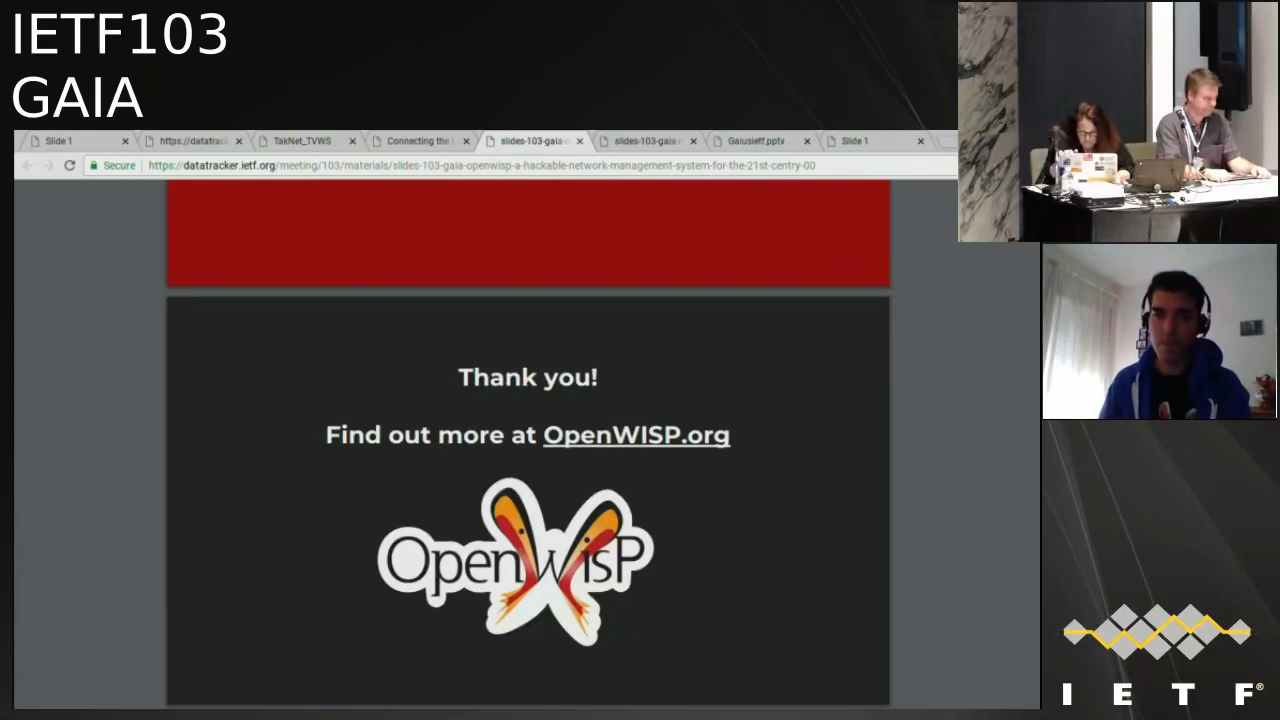 IETF103
GAIA
Slide 1
https://datatrac
TakNet_TVWS
Connecting the
slides-103-gaia-o
slides-103-gaia-
Gaiusietf.pptx
Slide 1
Secure
https://datatracker.ietf.org/meeting/103/materials/slides-103-gaia-openwisp-a-hackable-network-management-system-for-the-21st-centry-00
Thank you!
Find out more at OpenWISP.org
OpenWisP
IETF®